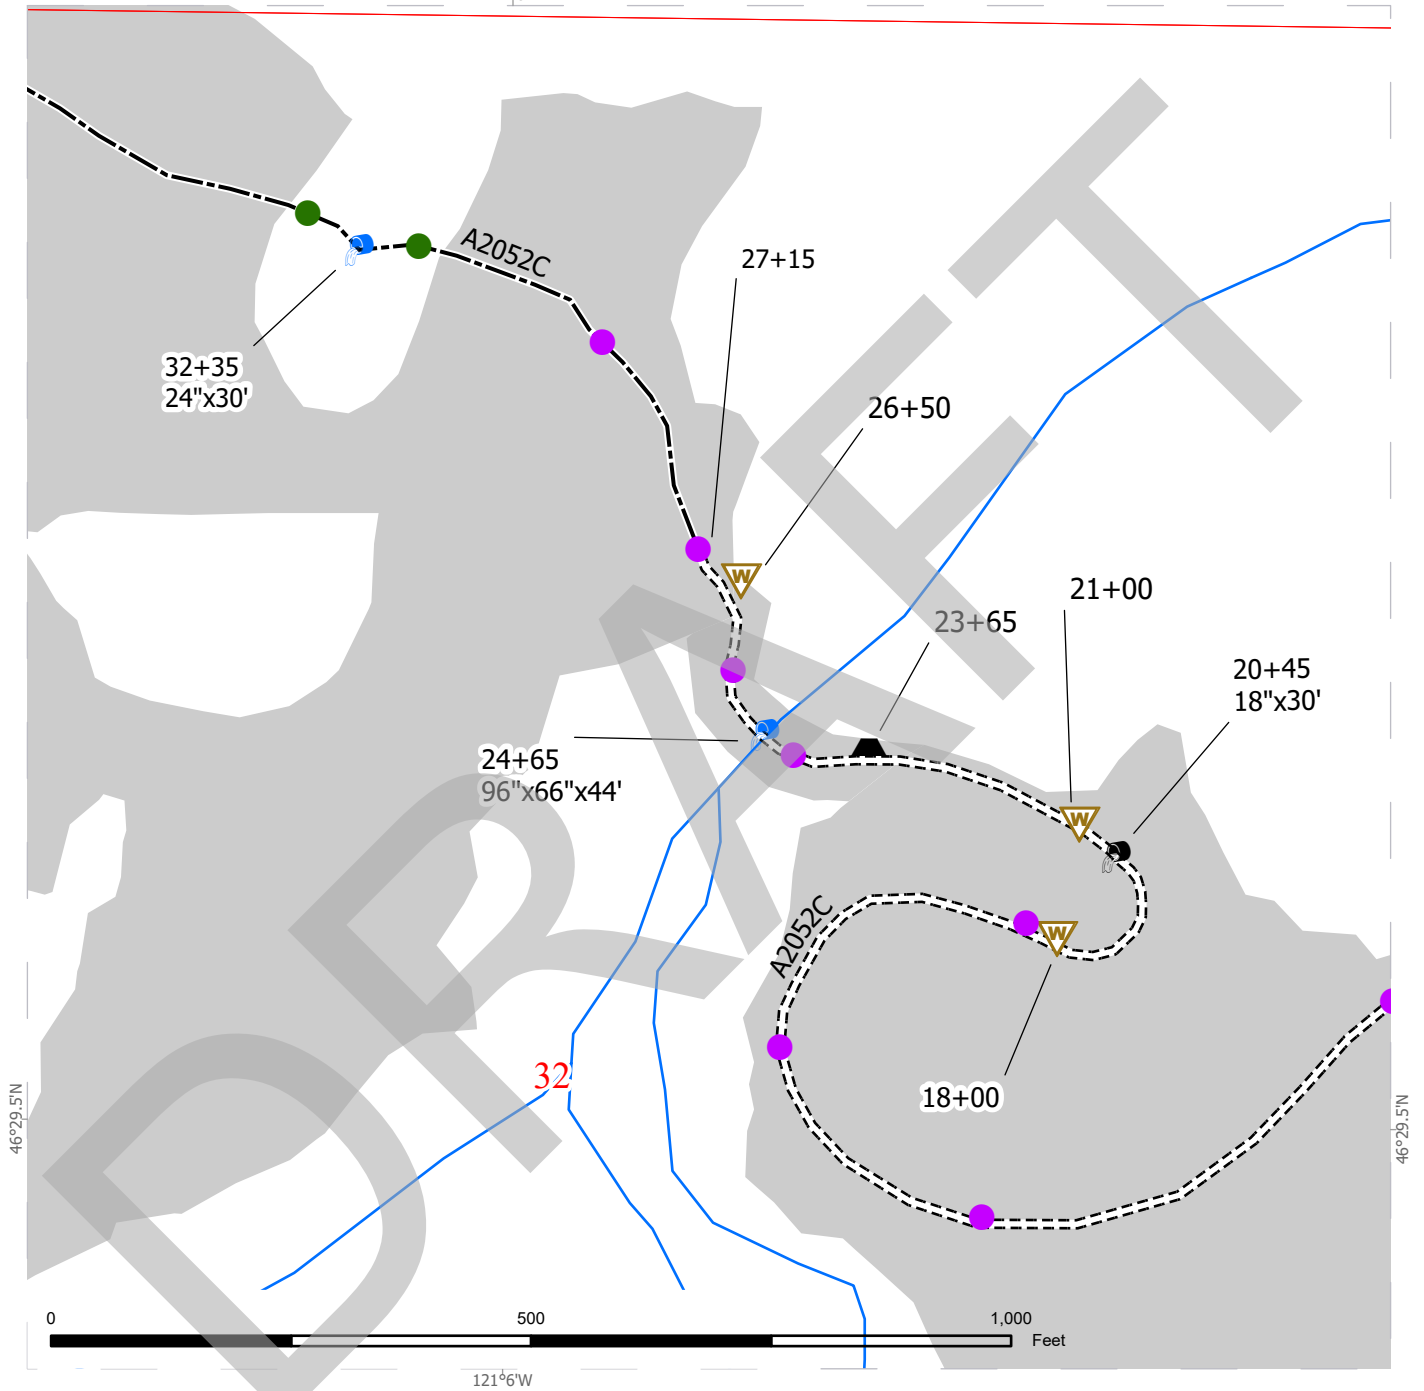 A2052C
27+15
32+35
24"x30'
26+50
21+00
23+65
20+45
18"x30'
24+65
96"x66"x44'
W
W
W
A2052C
32
18+00
46°29.5'N
46°29.5'N
0
500
1,000
Feet
121°6'W
DRAFT